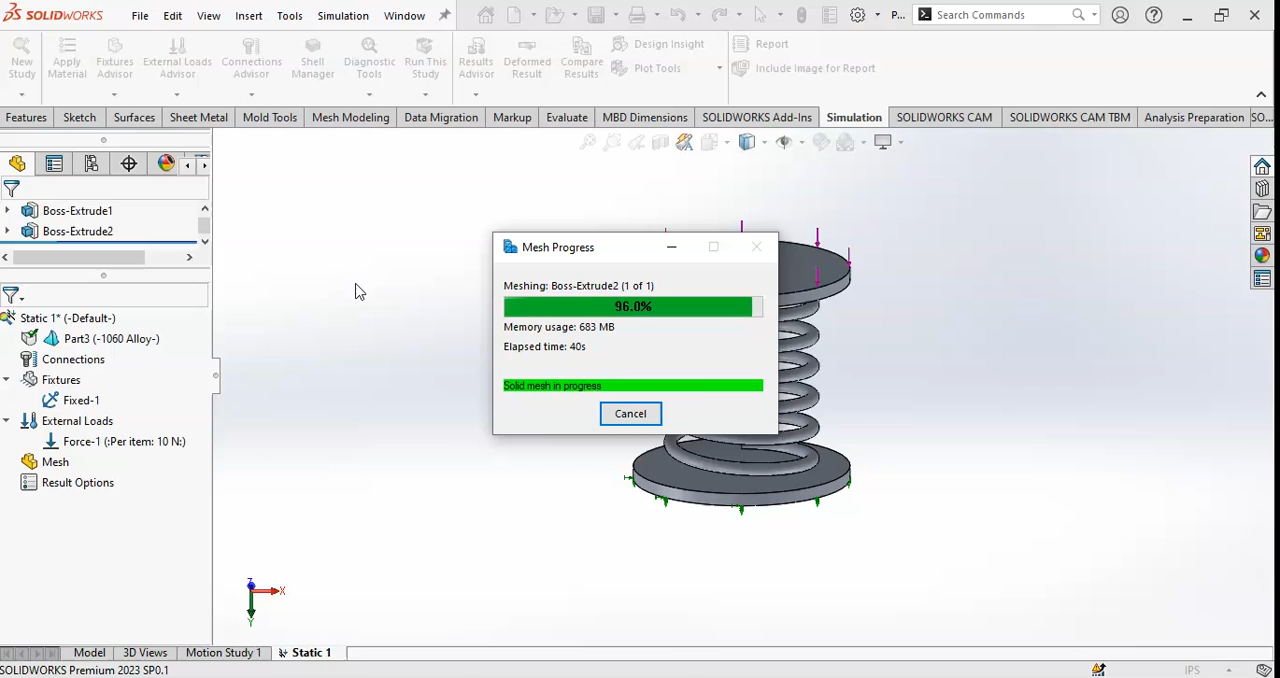 SOLIDWORKS File Edit View Insert Tools Simulation Window P... Search Commands
New Study
Apply Material
Fixtures Advisor
External Loads Advisor
Connections Advisor
Shell Manager
Diagnostic Tools
Run This Study
Results Advisor
Deformed Result
Compare Results
Design Insight
Plot Tools
Report
Include Image for Report
Features Sketch Surfaces Sheet Metal Mold Tools Mesh Modeling Data Migration Markup Evaluate MBD Dimensions SOLIDWORKS Add-Ins Simulation SOLIDWORKS CAM SOLIDWORKS CAM TBM Analysis Preparation SO...
Boss-Extrude1
Boss-Extrude2
Static 1* (-Default-)
Part3 (-1060 Alloy-)
Connections
Fixtures
Fixed-1
External Loads
Force-1 (:Per item: 10 N:)
Mesh
Result Options
Mesh Progress
Meshing: Boss-Extrude2 (1 of 1)
96.0%
Memory usage: 683 MB
Elapsed time: 40s
Solid mesh in progress
Cancel
Z
X
Y
Model 3D Views Motion Study 1 Static 1
SOLIDWORKS Premium 2023 SP0.1 IPS